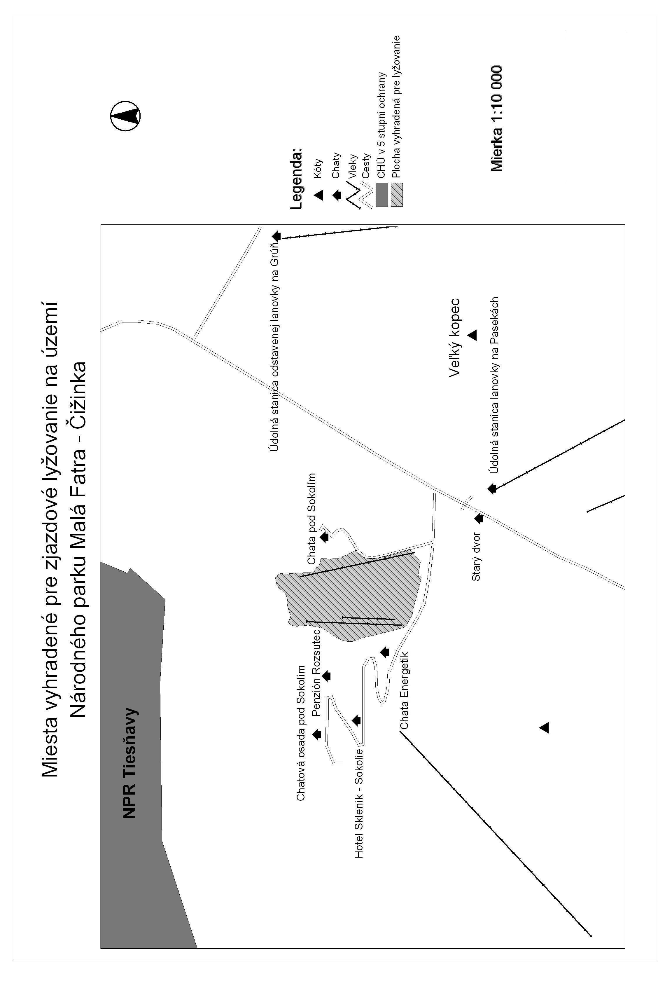 Miesta vyhradené pre zjazdové lyžovanie na území
Národného parku Malá Fatra - Čižinka
NPR Tiesňavy
Údolná stanica odstavenej lanovky na Grúň
Chatová osada pod Sokolím
Chata pod Sokolím
Penzión Rozsutec
Hotel Skleník - Sokolie
Chata Energetik
Veľký kopec
Starý dvor
Údolná stanica lanovky na Pasekách
Legenda:
Kóty
Chaty
Vleky
Cesty
CHÚ v 5 stupni ochrany
Plocha vyhradená pre lyžovanie
Mierka 1:10 000